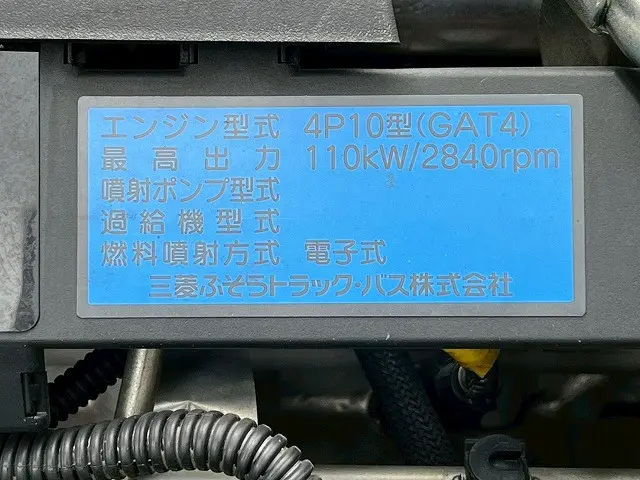 エンジン型式 4P10型(GAT4)
最高出力 110kW/2840rpm
噴射ポンプ型式
過給機型式
燃料噴射方式 電子式
三菱ふそうトラック・バス株式会社